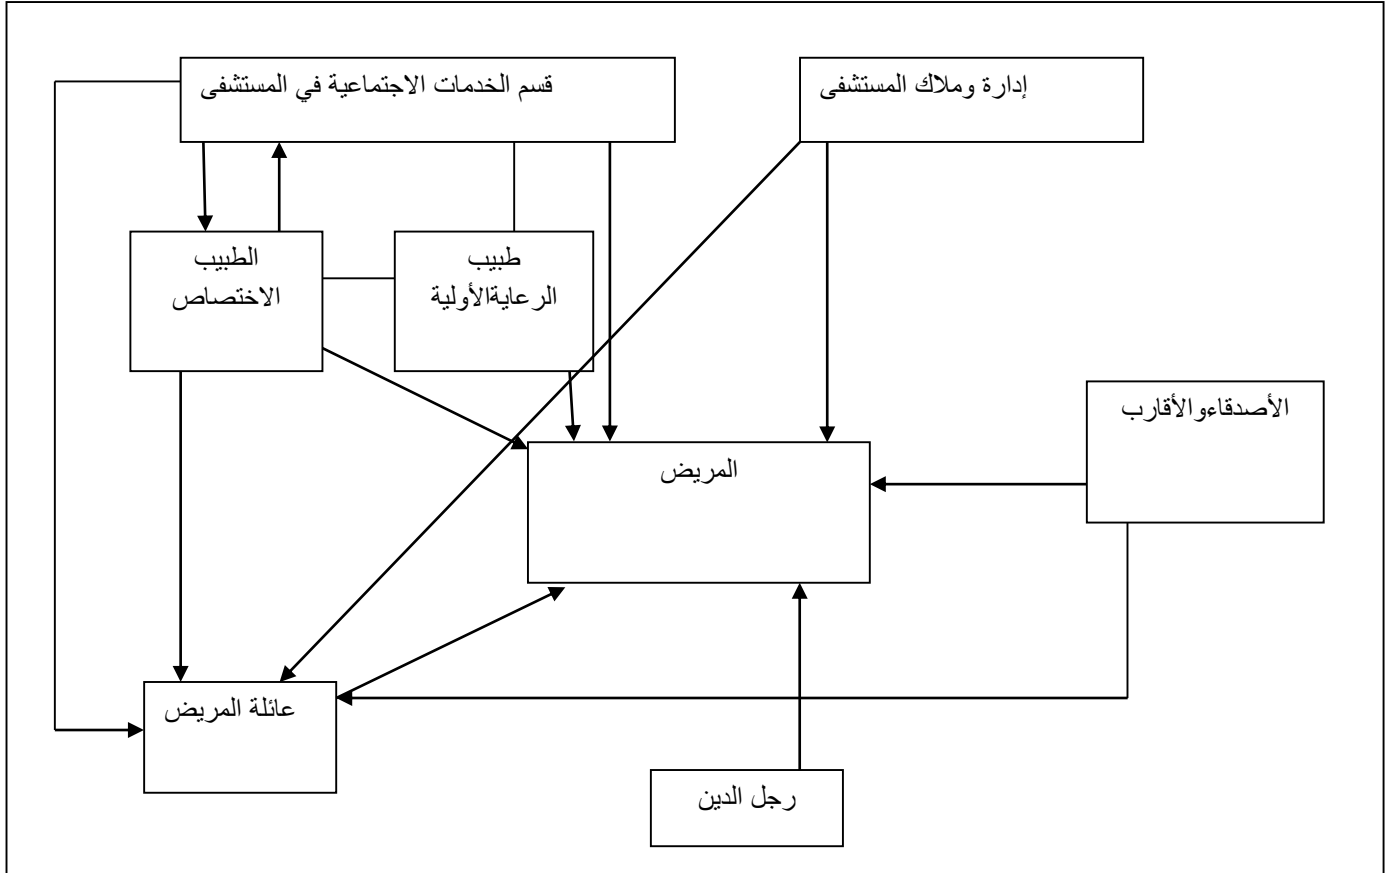 إدارة وملاك المستشفى
قسم الخدمات الاجتماعية في المستشفى
طبيب
الرعايةالأولية
الطبيب
الاختصاص
الأصدقاءوالأقارب
المريض
عائلة المريض
رجل الدين